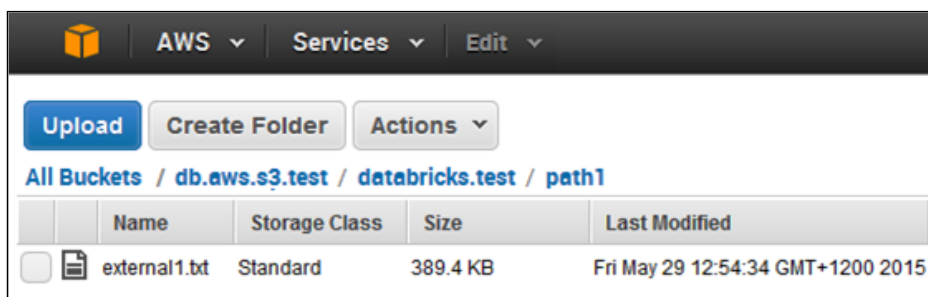 AWS Services Edit
Upload Create Folder Actions
All Buckets / db.aws.s3.test / databricks.test / path1
Name Storage Class Size Last Modified
external1.txt Standard 389.4 KB Fri May 29 12:54:34 GMT+1200 2015